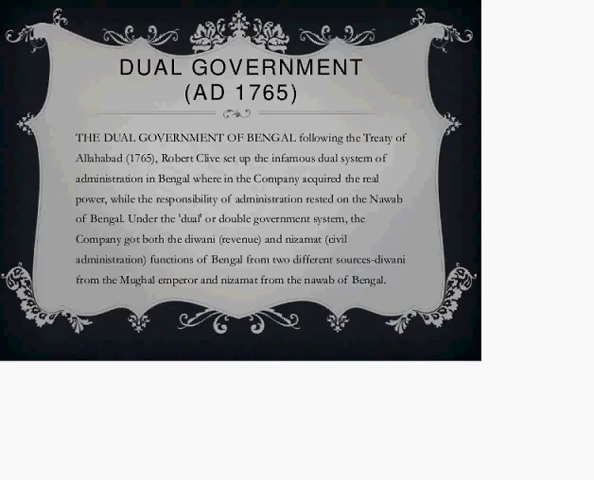 DUAL GOVERNMENT
(AD 1765)
THE DUAL GOVERNMENT OF BENGAL following the Treaty of
Allahabad (1765), Robert Clive set up the infamous dual system of
administration in Bengal where in the Company acquired the real
power, while the responsibility of administration rested on the Nawab
of Bengal. Under the 'dual' or double government system, the
Company got both the diwani (revenue) and nizamat (civil
administration) functions of Bengal from two different sources-diwani
from the Mughal emperor and nizamat from the nawab of Bengal.